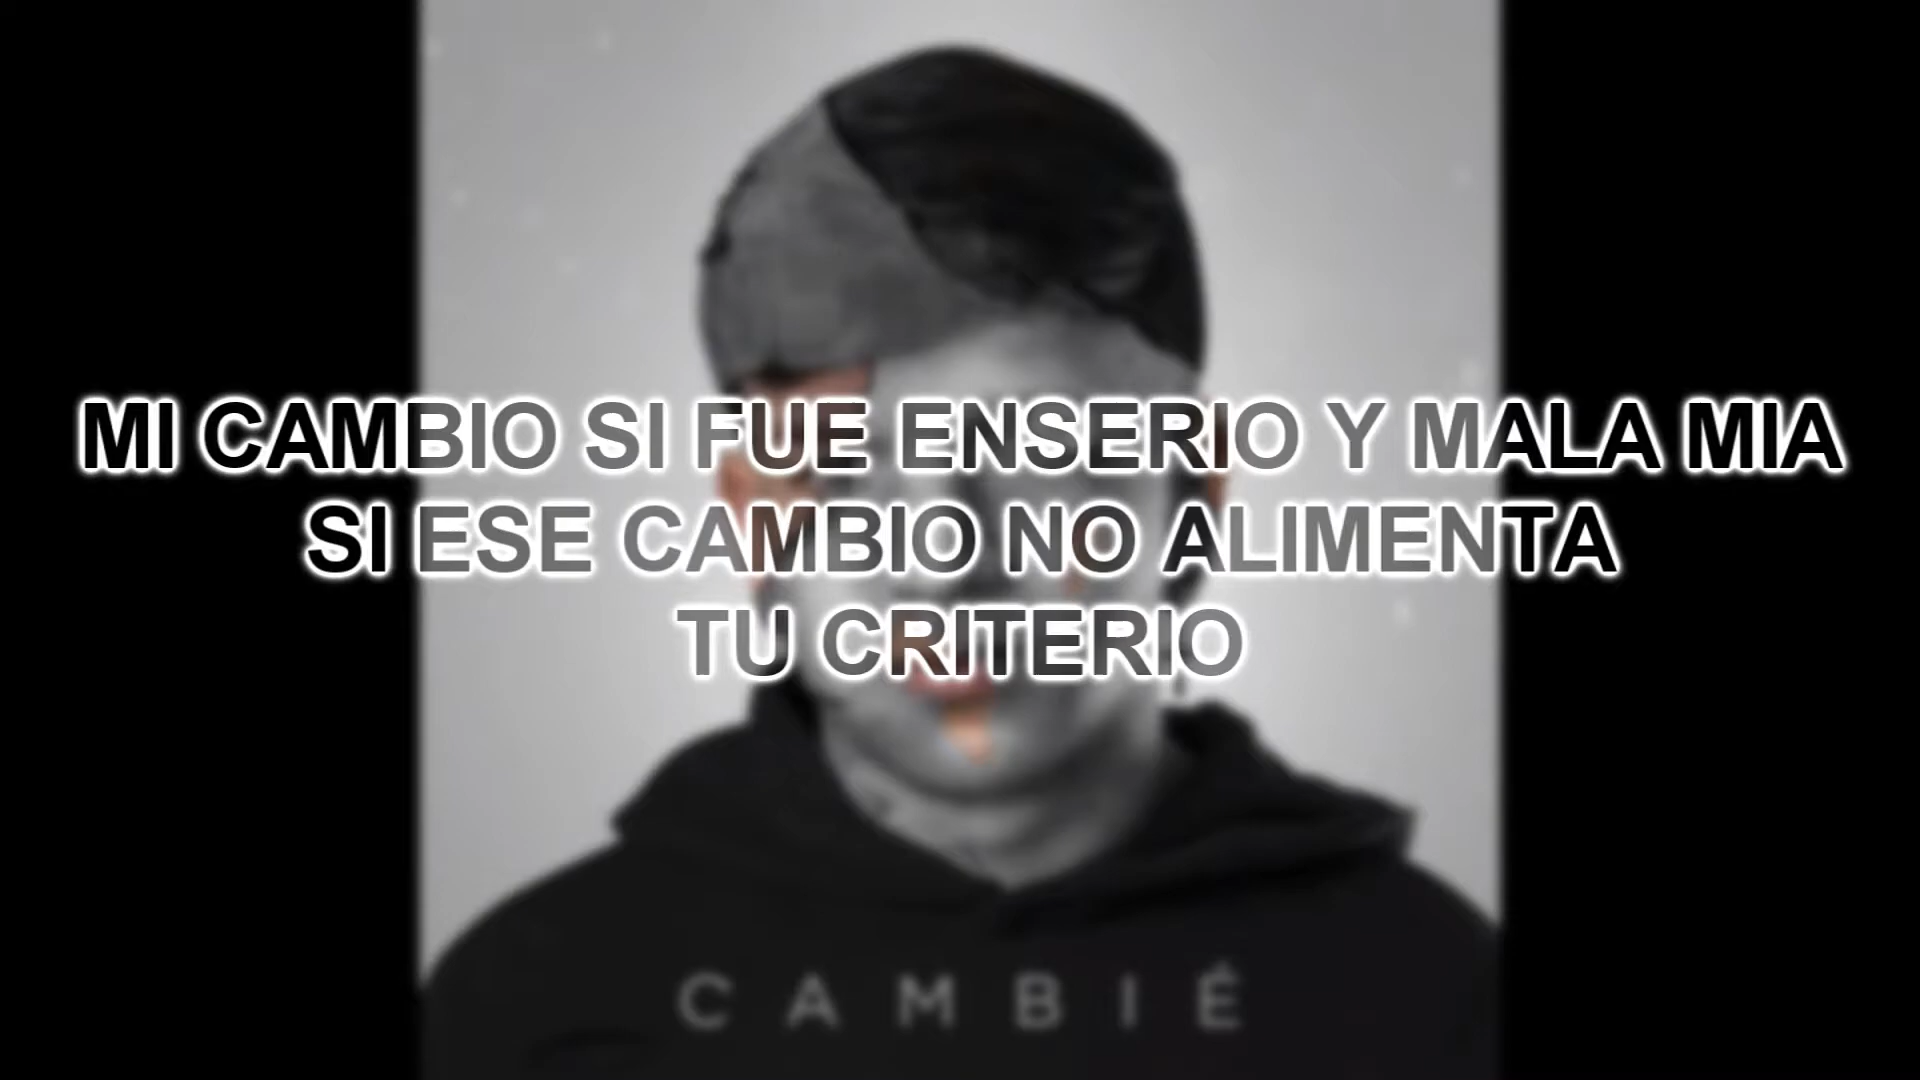 MI CAMBIO SI FUE ENSERIO Y MALA MIA
SI ESE CAMBIO NO ALIMENTA
TU CRITERIO
CAMBIÉ